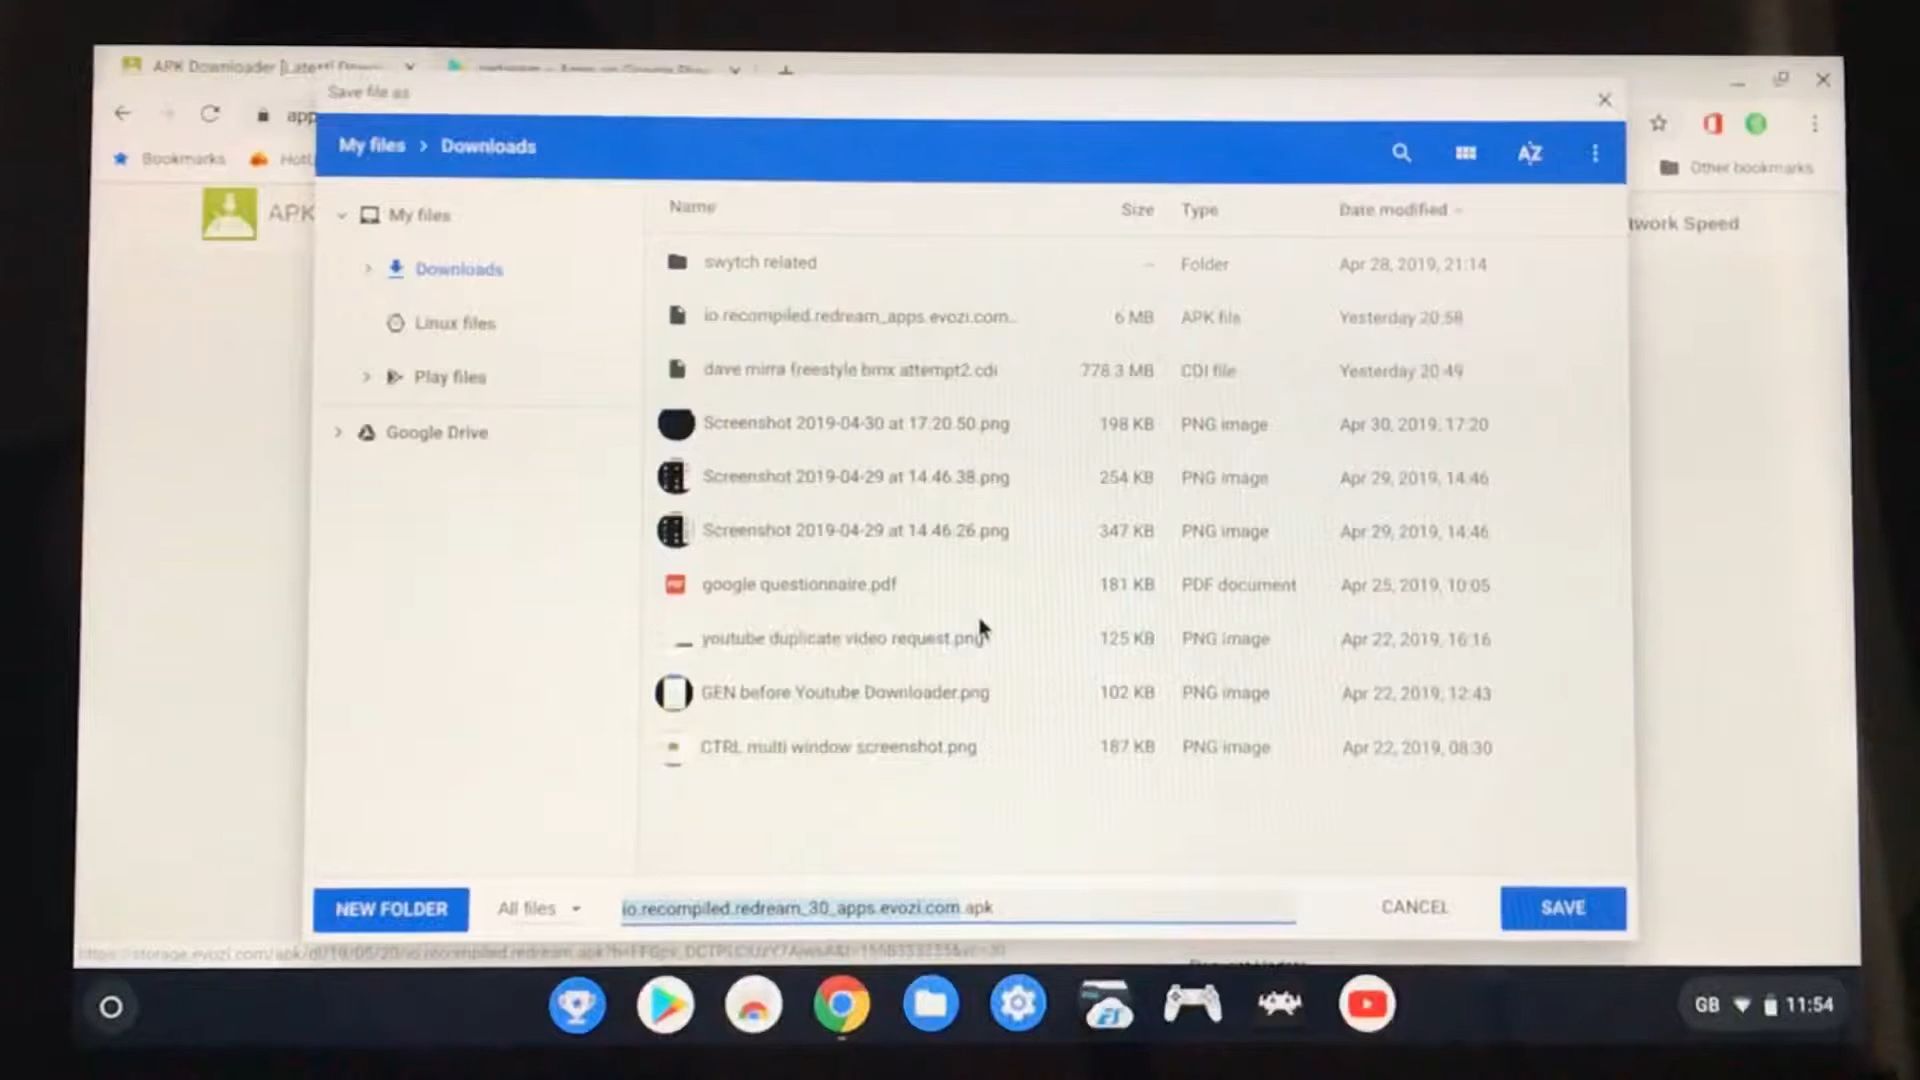 APK Downloader [Latest]
Save file as
app
Bookmarks
Other bookmarks
My files > Downloads
AZ
APK
twork Speed
My files
Downloads
Linux files
Play files
Google Drive
Name Size Type Date modified
swytch related – Folder Apr 28, 2019, 21:14
io.recompiled.redream_apps.evozi.com... 6 MB APK file Yesterday 20:58
dave mirra freestyle bmx attempt2.cdi 778.3 MB CDI file Yesterday 20:49
Screenshot 2019-04-30 at 17.20.50.png 198 KB PNG image Apr 30, 2019, 17:20
Screenshot 2019-04-29 at 14.46.38.png 254 KB PNG image Apr 29, 2019, 14:46
Screenshot 2019-04-29 at 14.46.26.png 347 KB PNG image Apr 29, 2019, 14:46
google questionnaire.pdf 181 KB PDF document Apr 25, 2019, 10:05
youtube duplicate video request.png 125 KB PNG image Apr 22, 2019, 16:16
GEN before Youtube Downloader.png 102 KB PNG image Apr 22, 2019, 12:43
CTRL multi window screenshot.png 187 KB PNG image Apr 22, 2019, 08:30
NEW FOLDER All files io.recompiled.redream_30_apps.evozi.com.apk CANCEL SAVE
GB 11:54